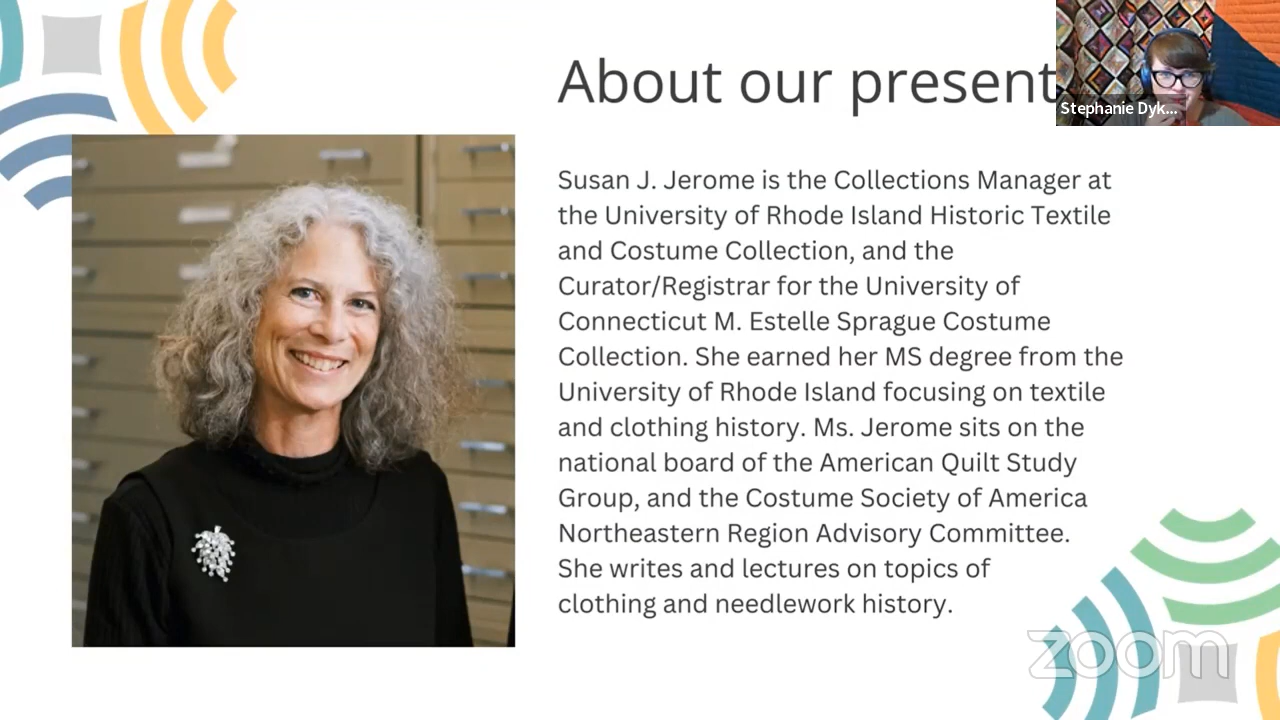 About our present
Stephanie Dyk...
Susan J. Jerome is the Collections Manager at
the University of Rhode Island Historic Textile
and Costume Collection, and the
Curator/Registrar for the University of
Connecticut M. Estelle Sprague Costume
Collection. She earned her MS degree from the
University of Rhode Island focusing on textile
and clothing history. Ms. Jerome sits on the
national board of the American Quilt Study
Group, and the Costume Society of America
Northeastern Region Advisory Committee.
She writes and lectures on topics of
clothing and needlework history.
zoom